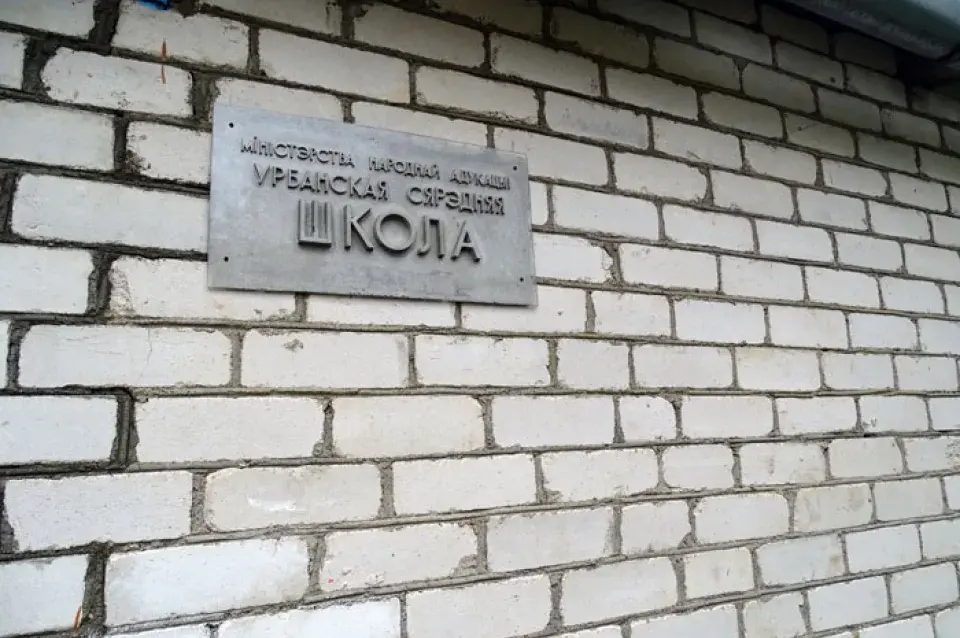 МІНІСТЭРСТВА НАРОДНАЙ АДУКАЦЫІ
УРБАНСКАЯ СЯРЭДНЯЯ
ШКОЛА